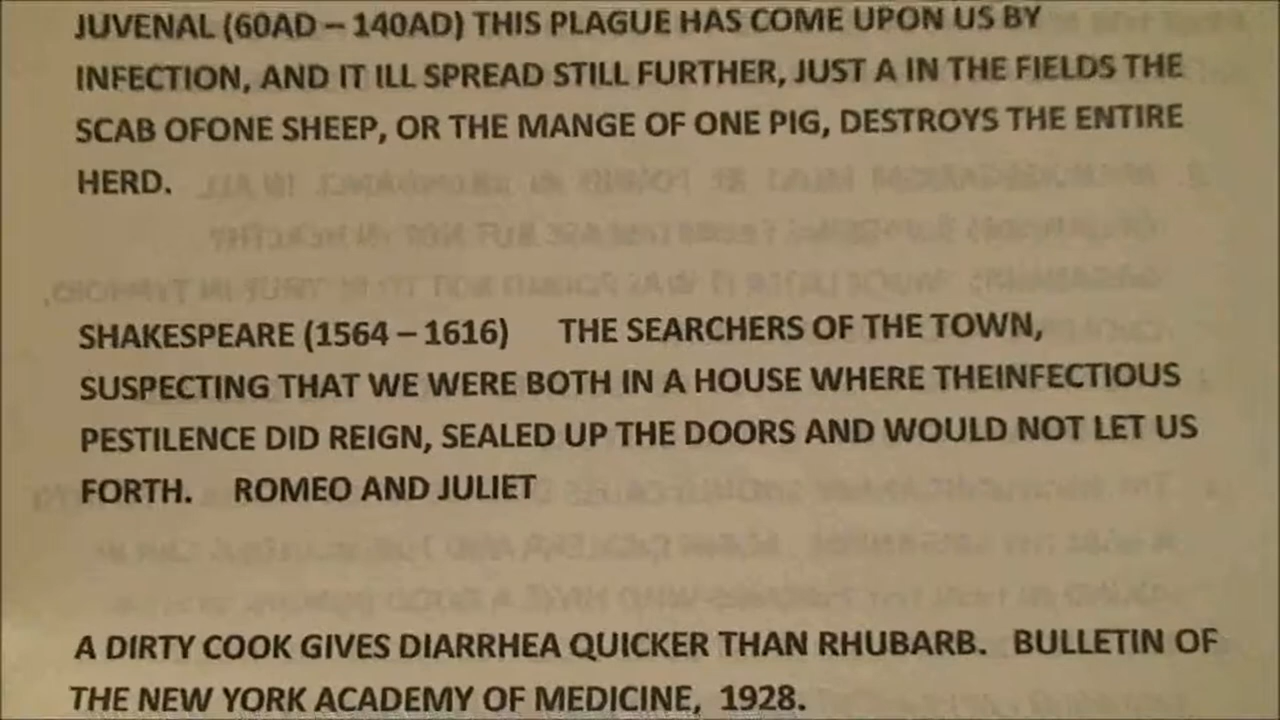 JUVENAL (60AD – 140AD) THIS PLAGUE HAS COME UPON US BY
INFECTION, AND IT ILL SPREAD STILL FURTHER, JUST A IN THE FIELDS THE
SCAB OFONE SHEEP, OR THE MANGE OF ONE PIG, DESTROYS THE ENTIRE
HERD.
SHAKESPEARE (1564 – 1616) THE SEARCHERS OF THE TOWN,
SUSPECTING THAT WE WERE BOTH IN A HOUSE WHERE THEINFECTIOUS
PESTILENCE DID REIGN, SEALED UP THE DOORS AND WOULD NOT LET US
FORTH. ROMEO AND JULIET
A DIRTY COOK GIVES DIARRHEA QUICKER THAN RHUBARB. BULLETIN OF
THE NEW YORK ACADEMY OF MEDICINE, 1928.